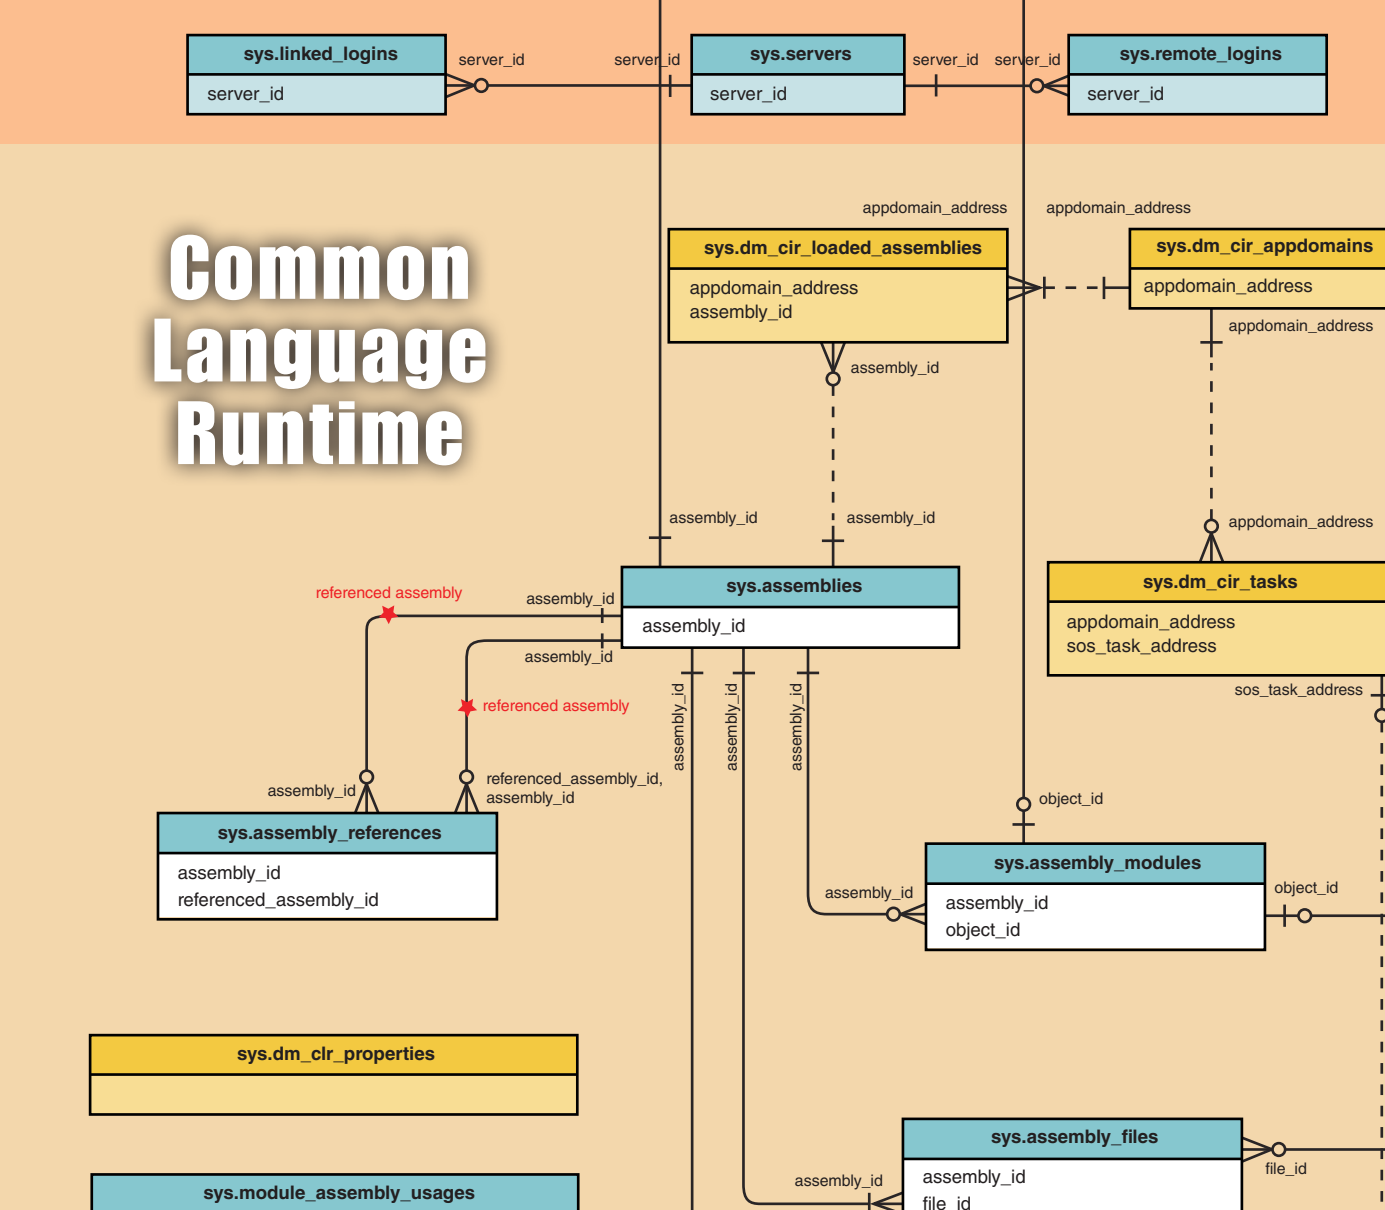 sys.linked_logins
server_id
server_id
server_id
sys.servers
server_id
server_id
server_id
sys.remote_logins
server_id
Common
Language
Runtime
appdomain_address
appdomain_address
sys.dm_cir_loaded_assemblies
appdomain_address
assembly_id
sys.dm_cir_appdomains
appdomain_address
appdomain_address
assembly_id
assembly_id
assembly_id
appdomain_address
referenced assembly
assembly_id
sys.assemblies
assembly_id
sys.dm_cir_tasks
appdomain_address
sos_task_address
assembly_id
referenced assembly
assembly_id
assembly_id
assembly_id
sos_task_address
assembly_id
referenced_assembly_id,
assembly_id
object_id
sys.assembly_references
assembly_id
referenced_assembly_id
sys.assembly_modules
assembly_id
object_id
assembly_id
object_id
sys.dm_clr_properties
sys.assembly_files
assembly_id
file_id
file_id
assembly_id
sys.module_assembly_usages